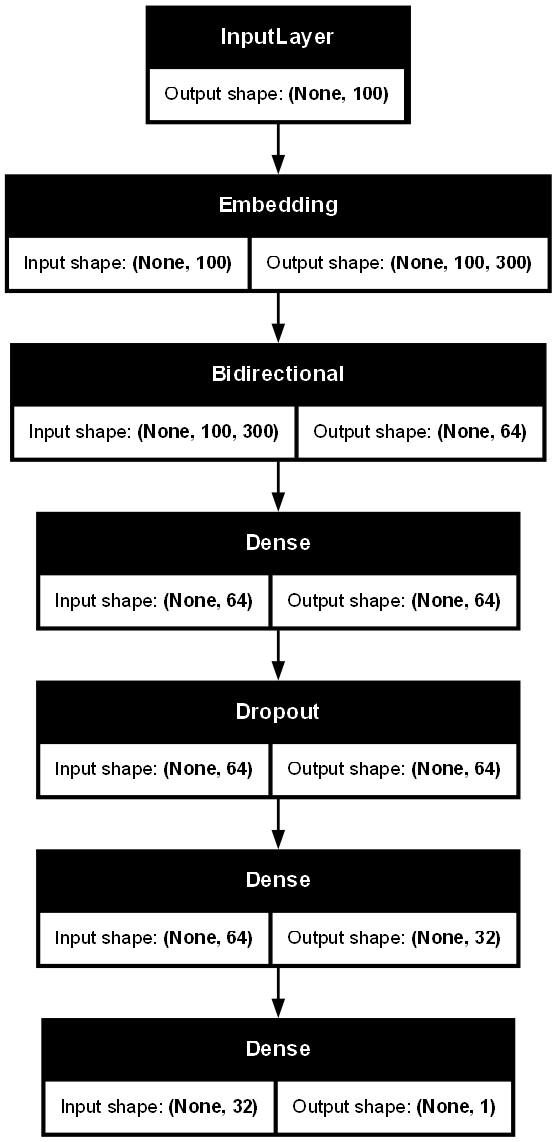 InputLayer
Output shape: (None, 100)
Embedding
Input shape: (None, 100) Output shape: (None, 100, 300)
Bidirectional
Input shape: (None, 100, 300) Output shape: (None, 64)
Dense
Input shape: (None, 64) Output shape: (None, 64)
Dropout
Input shape: (None, 64) Output shape: (None, 64)
Dense
Input shape: (None, 64) Output shape: (None, 32)
Dense
Input shape: (None, 32) Output shape: (None, 1)